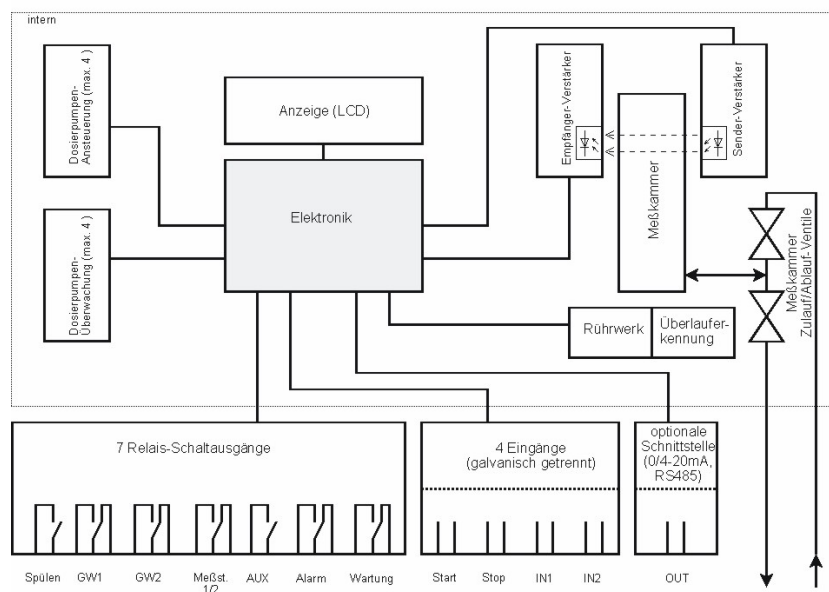 intern
Dosierpumpen-
Ansteuerung (max. 4 )
Anzeige (LCD)
Empfänger-Verstärker
Sender-Verstärker
Meßkammer
Elektronik
Dosierpumpen-
Überwachung (max. 4 )
Meßkammer
Zulauf/Ablauf-Ventile
Rührwerk
Überlaufer-
kennung
7 Relais-Schaltausgänge
4 Eingänge
(galvanisch getrennt)
optionale
Schnittstelle
(0/4-20mA,
RS485)
Spülen
GW1
GW2
Meßst.
1/2
AUX
Alarm
Wartung
Start
Stop
IN1
IN2
OUT